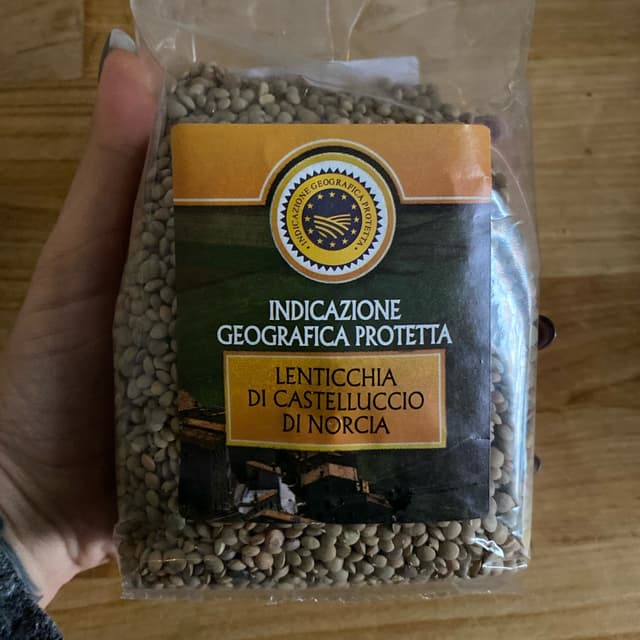 · INDICAZIONE GEOGRAFICA PROTETTA ·
INDICAZIONE
GEOGRAFICA PROTETTA
LENTICCHIA
DI CASTELLUCCIO
DI NORCIA